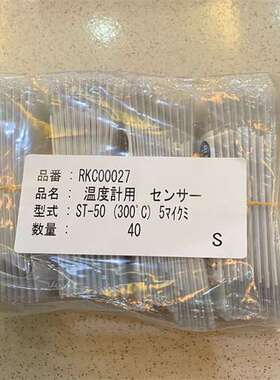 品番 : RKC00027
品名 : 温度計用 センサー
型式 : ST-50 (300℃) 5マイクミ
数量 : 40
S